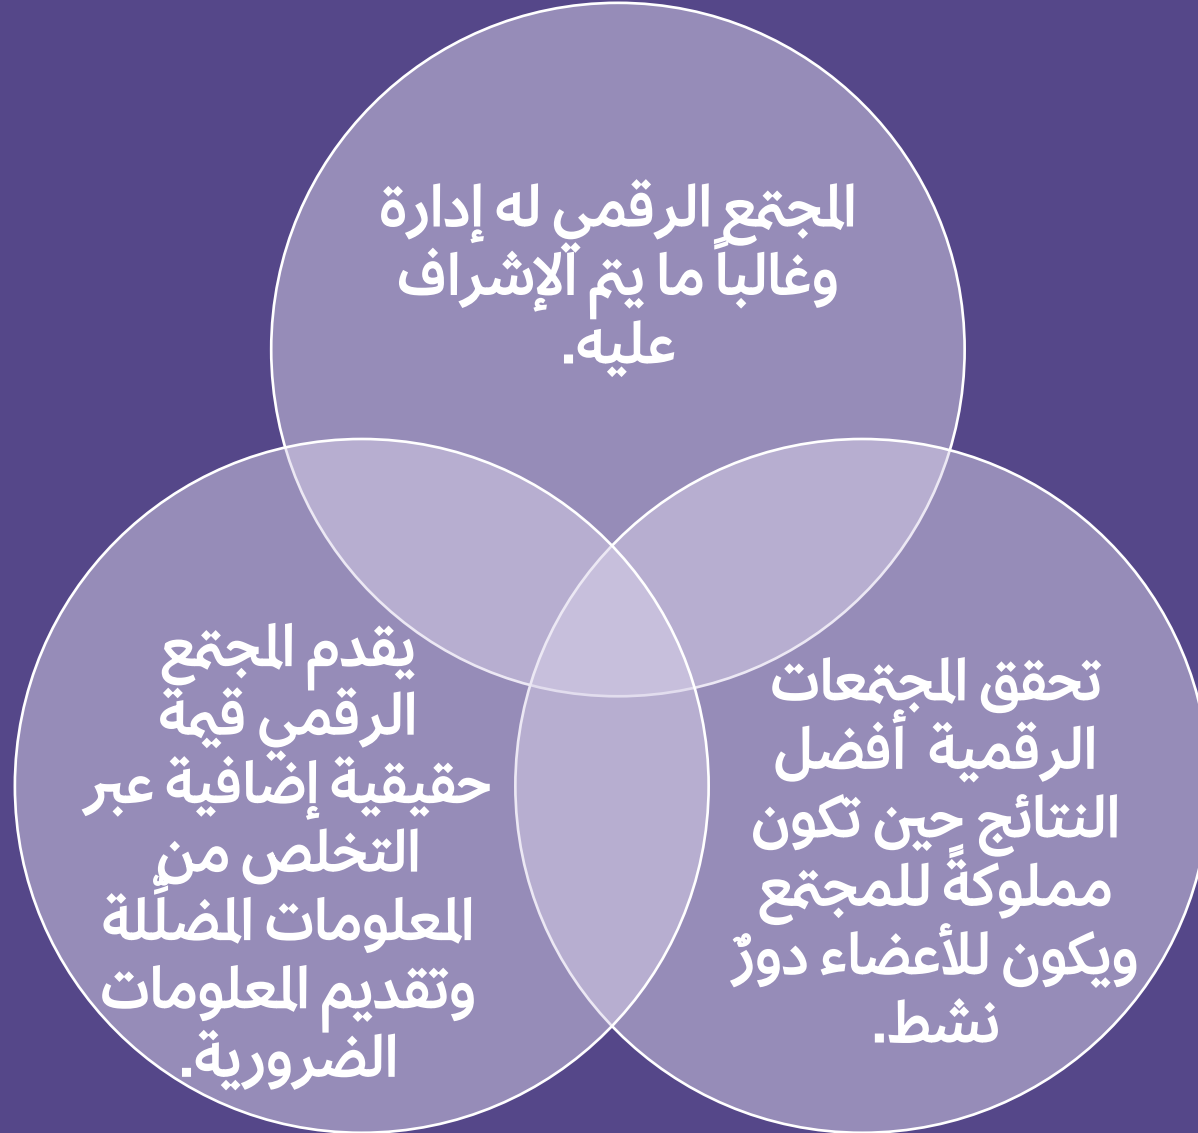 المجتمع الرقمي له إدارة
وغالباً ما يتم الإشراف
عليه.
تحقق المجتمعات
الرقمية أفضل
النتائج حين تكون
مملوكةً للمجتمع
ويكون للأعضاء دورٌ
نشط.
يقدم المجتمع
الرقمي قيمة
حقيقية إضافية عبر
التخلص من
المعلومات المضلِّلة
وتقديم المعلومات
الضرورية.